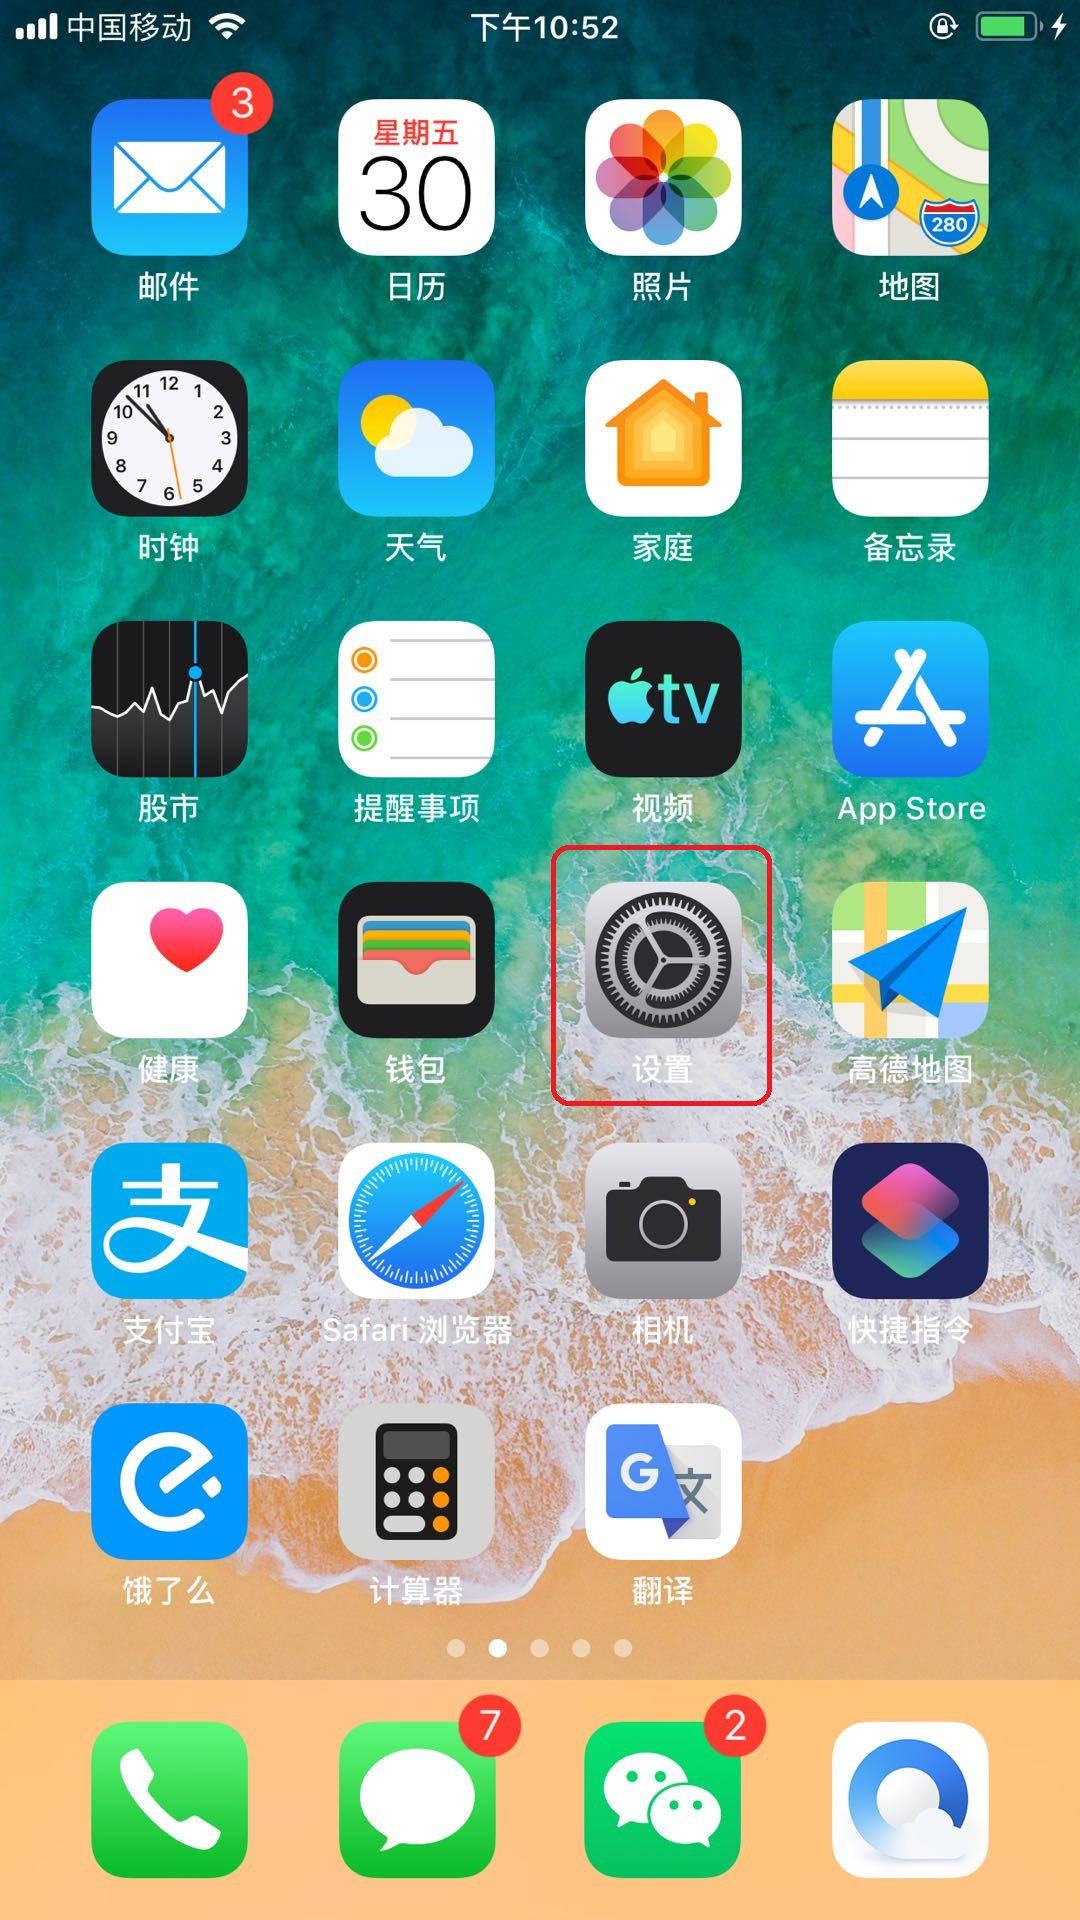 中国移动 下午10:52
3
星期五
30
280
邮件 日历 照片 地图
12
11 1
10 2
9 3
8 4
7 6 5
时钟 天气 家庭 备忘录
tv
股市 提醒事项 视频 App Store
健康 钱包 设置 高德地图
支
支付宝 Safari 浏览器 相机 快捷指令
G 文
饿了么 计算器 翻译
7 2